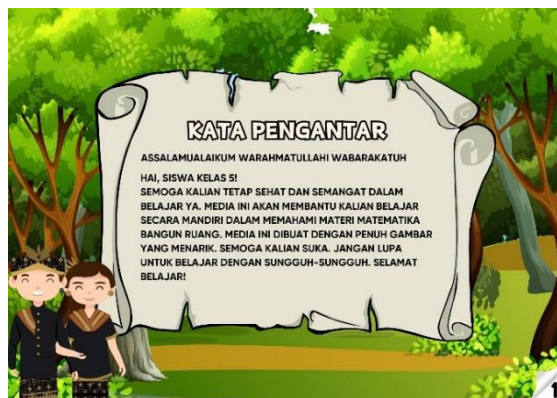 KATA PENGANTAR
ASSALAMUALAIKUM WARAHMATULLAHI WABARAKATUH
HAI, SISWA KELAS 5!
SEMOGA KALIAN TETAP SEHAT DAN SEMANGAT DALAM
BELAJAR YA. MEDIA INI AKAN MEMBANTU KALIAN BELAJAR
SECARA MANDIRI DALAM MEMAHAMI MATERI MATEMATIKA
BANGUN RUANG. MEDIA INI DIBUAT DENGAN PENUH GAMBAR
YANG MENARIK. SEMOGA KALIAN SUKA. JANGAN LUPA
UNTUK BELAJAR DENGAN SUNGGUH-SUNGGUH. SELAMAT
BELAJAR!
1